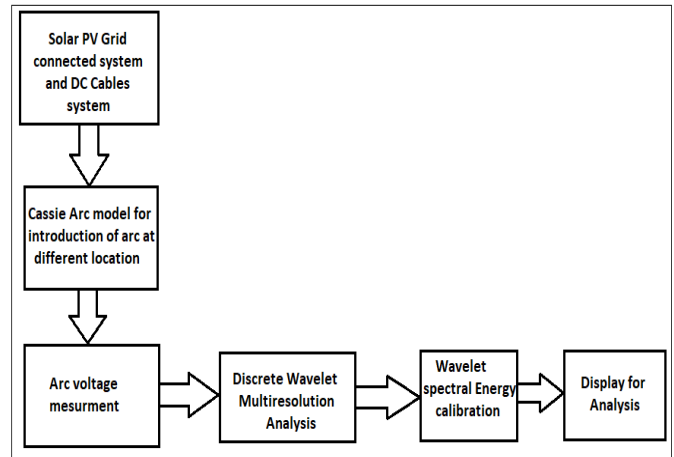 Solar PV Grid
connected system
and DC Cables
system
Cassie Arc model for
introduction of arc at
different location
Arc voltage
mesurment
Discrete Wavelet
Multiresolution
Analysis
Wavelet
spectral Energy
calibration
Display for
Analysis